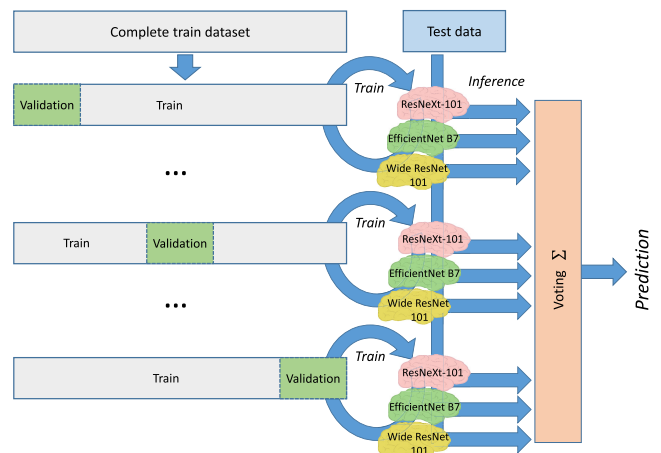 Complete train dataset
Test data
Validation
Train
Train
Inference
ResNeXt-101
EfficientNet B7
Wide ResNet
101
...
Train
Validation
Train
ResNeXt-101
EfficientNet B7
Wide ResNet
101
...
Train
Validation
Train
ResNeXt-101
EfficientNet B7
Wide ResNet
101
Voting Σ
Prediction